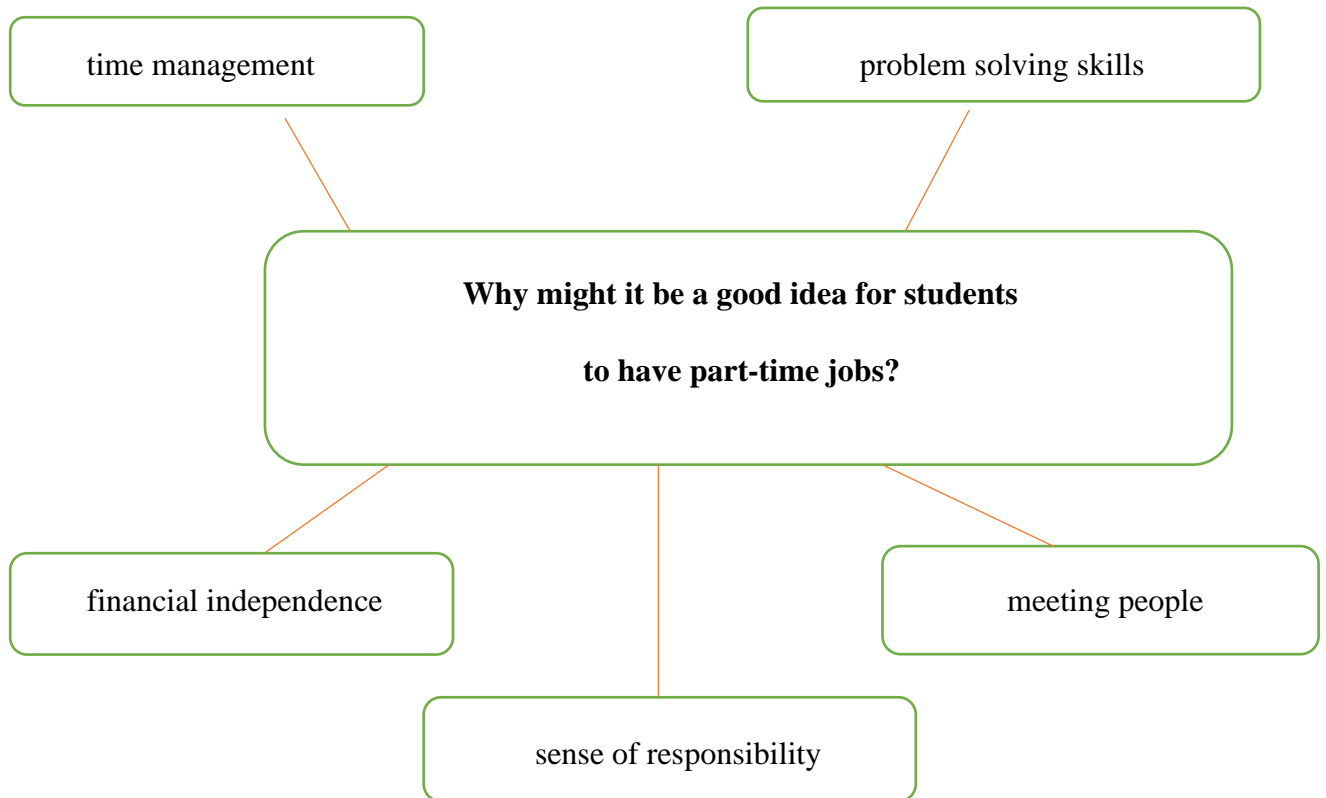 time management
problem solving skills
Why might it be a good idea for students
to have part-time jobs?
financial independence
meeting people
sense of responsibility